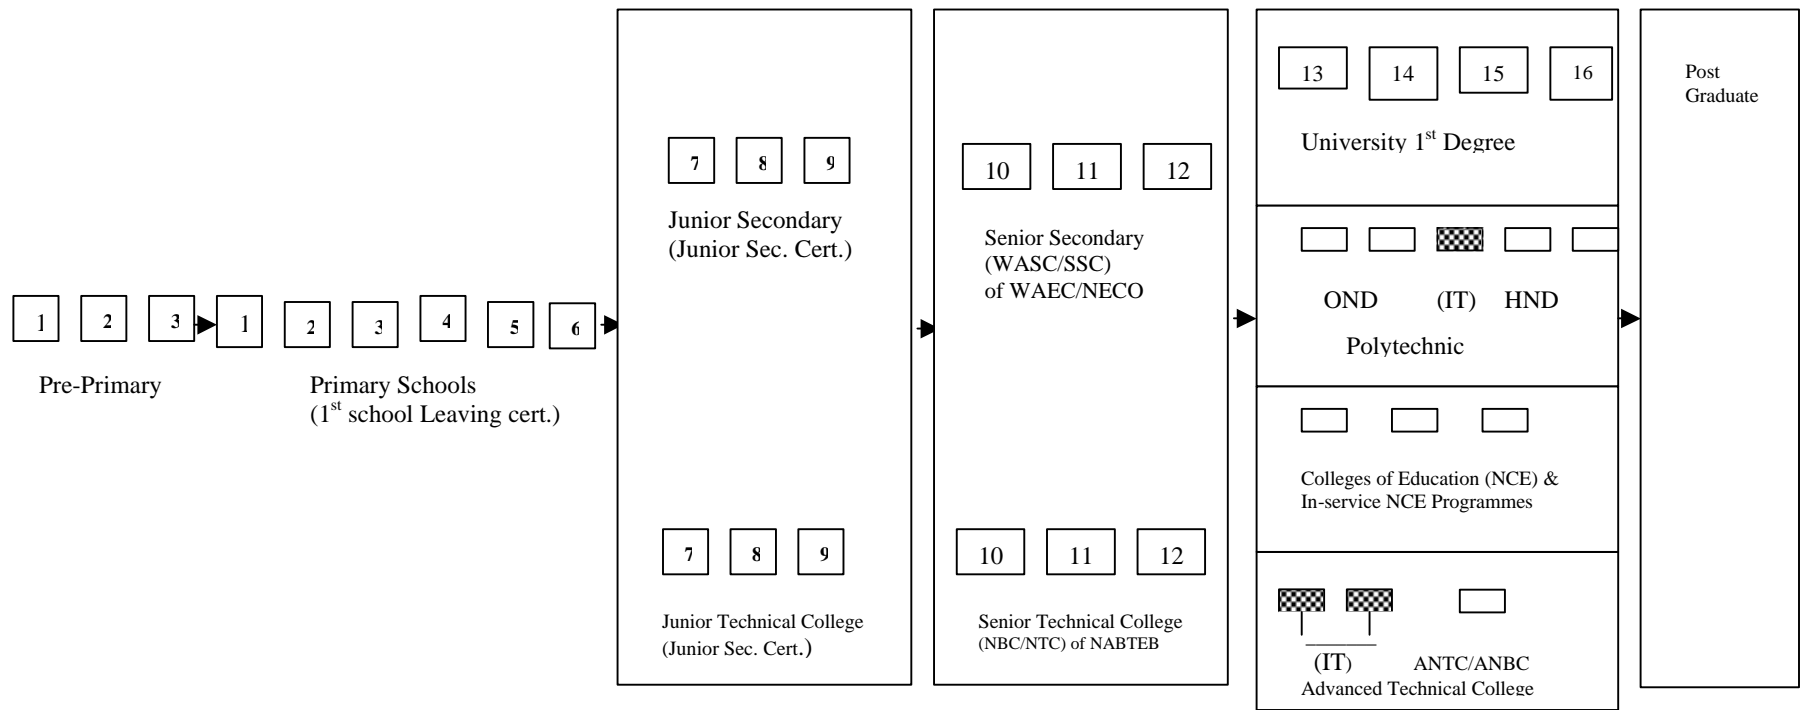 1 2 3 1 2 3 4 5 6
Pre-Primary
Primary Schools
(1st school Leaving cert.)
7 8 9
Junior Secondary
(Junior Sec. Cert.)
7 8 9
Junior Technical College
(Junior Sec. Cert.)
10 11 12
Senior Secondary
(WASC/SSC)
of WAEC/NECO
10 11 12
Senior Technical College
(NBC/NTC) of NABTEB
13 14 15 16
University 1st Degree
OND (IT) HND
Polytechnic
Colleges of Education (NCE) &
In-service NCE Programmes
(IT) ANTC/ANBC
Advanced Technical College
Post
Graduate